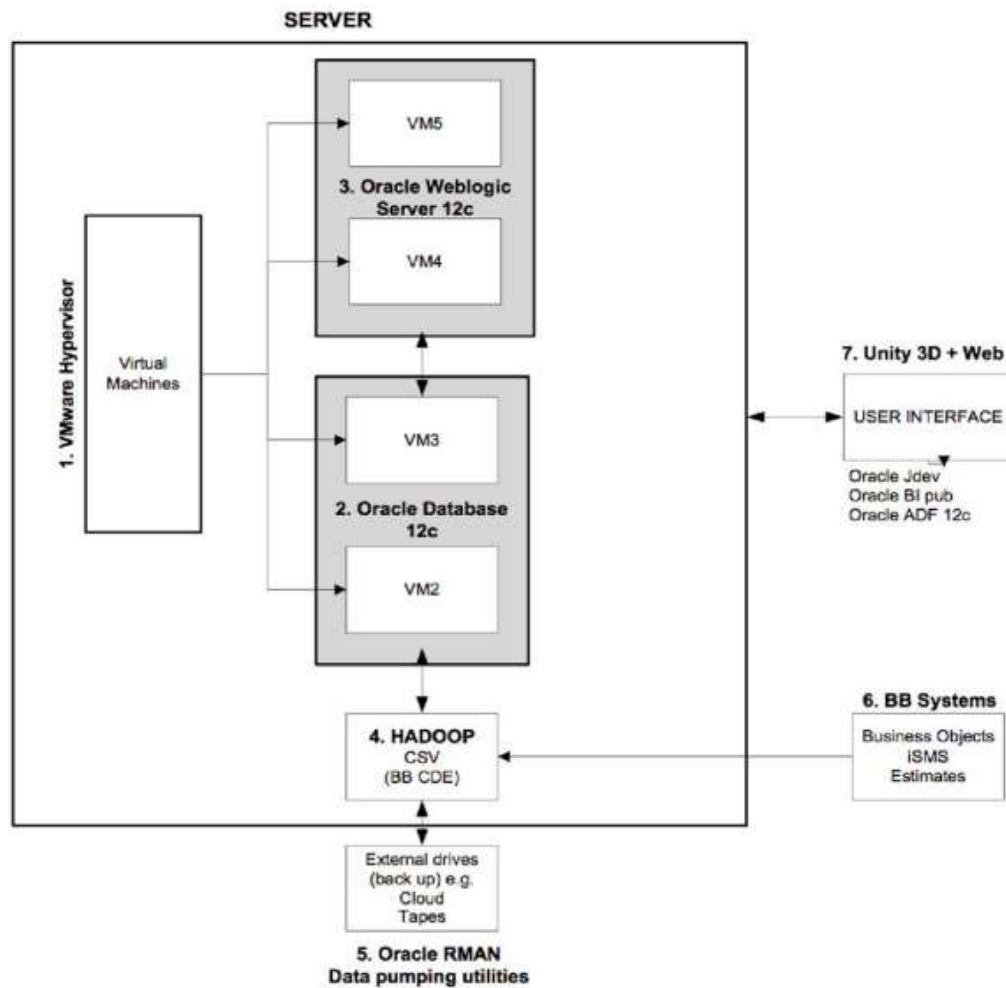 SERVER
VM5
3. Oracle Weblogic
Server 12c
VM4
1. VMware Hypervisor
Virtual
Machines
VM3
2. Oracle Database
12c
VM2
4. HADOOP
CSV
(BB CDE)
External drives
(back up) e.g.
Cloud
Tapes
5. Oracle RMAN
Data pumping utilities
7. Unity 3D + Web
USER INTERFACE
Oracle Jdev
Oracle BI pub
Oracle ADF 12c
6. BB Systems
Business Objects
iSMS
Estimates